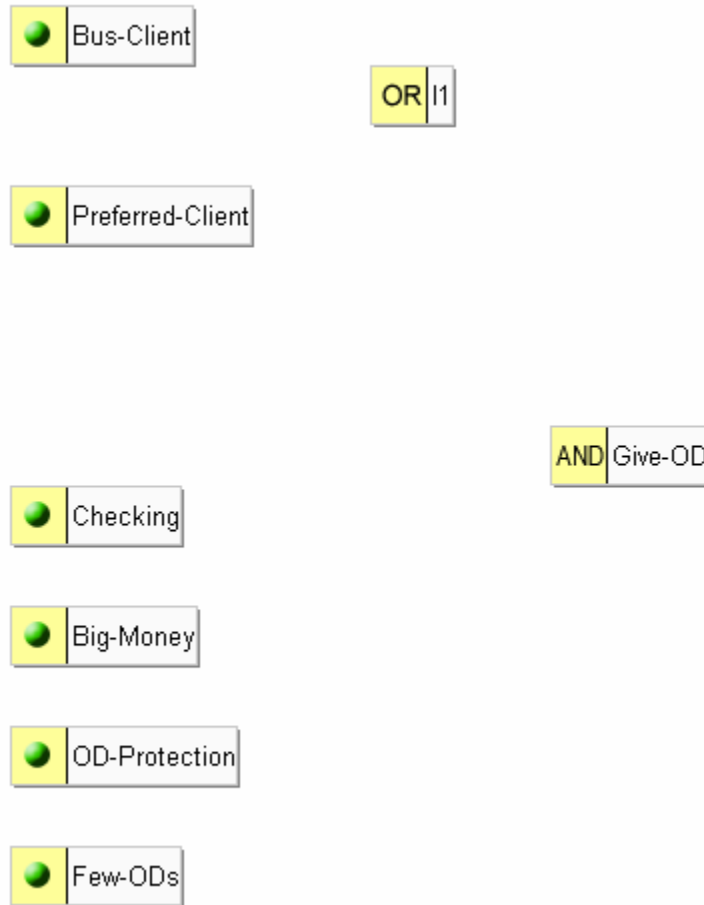 Bus-Client
OR I1
Preferred-Client
AND Give-OD
Checking
Big-Money
OD-Protection
Few-ODs